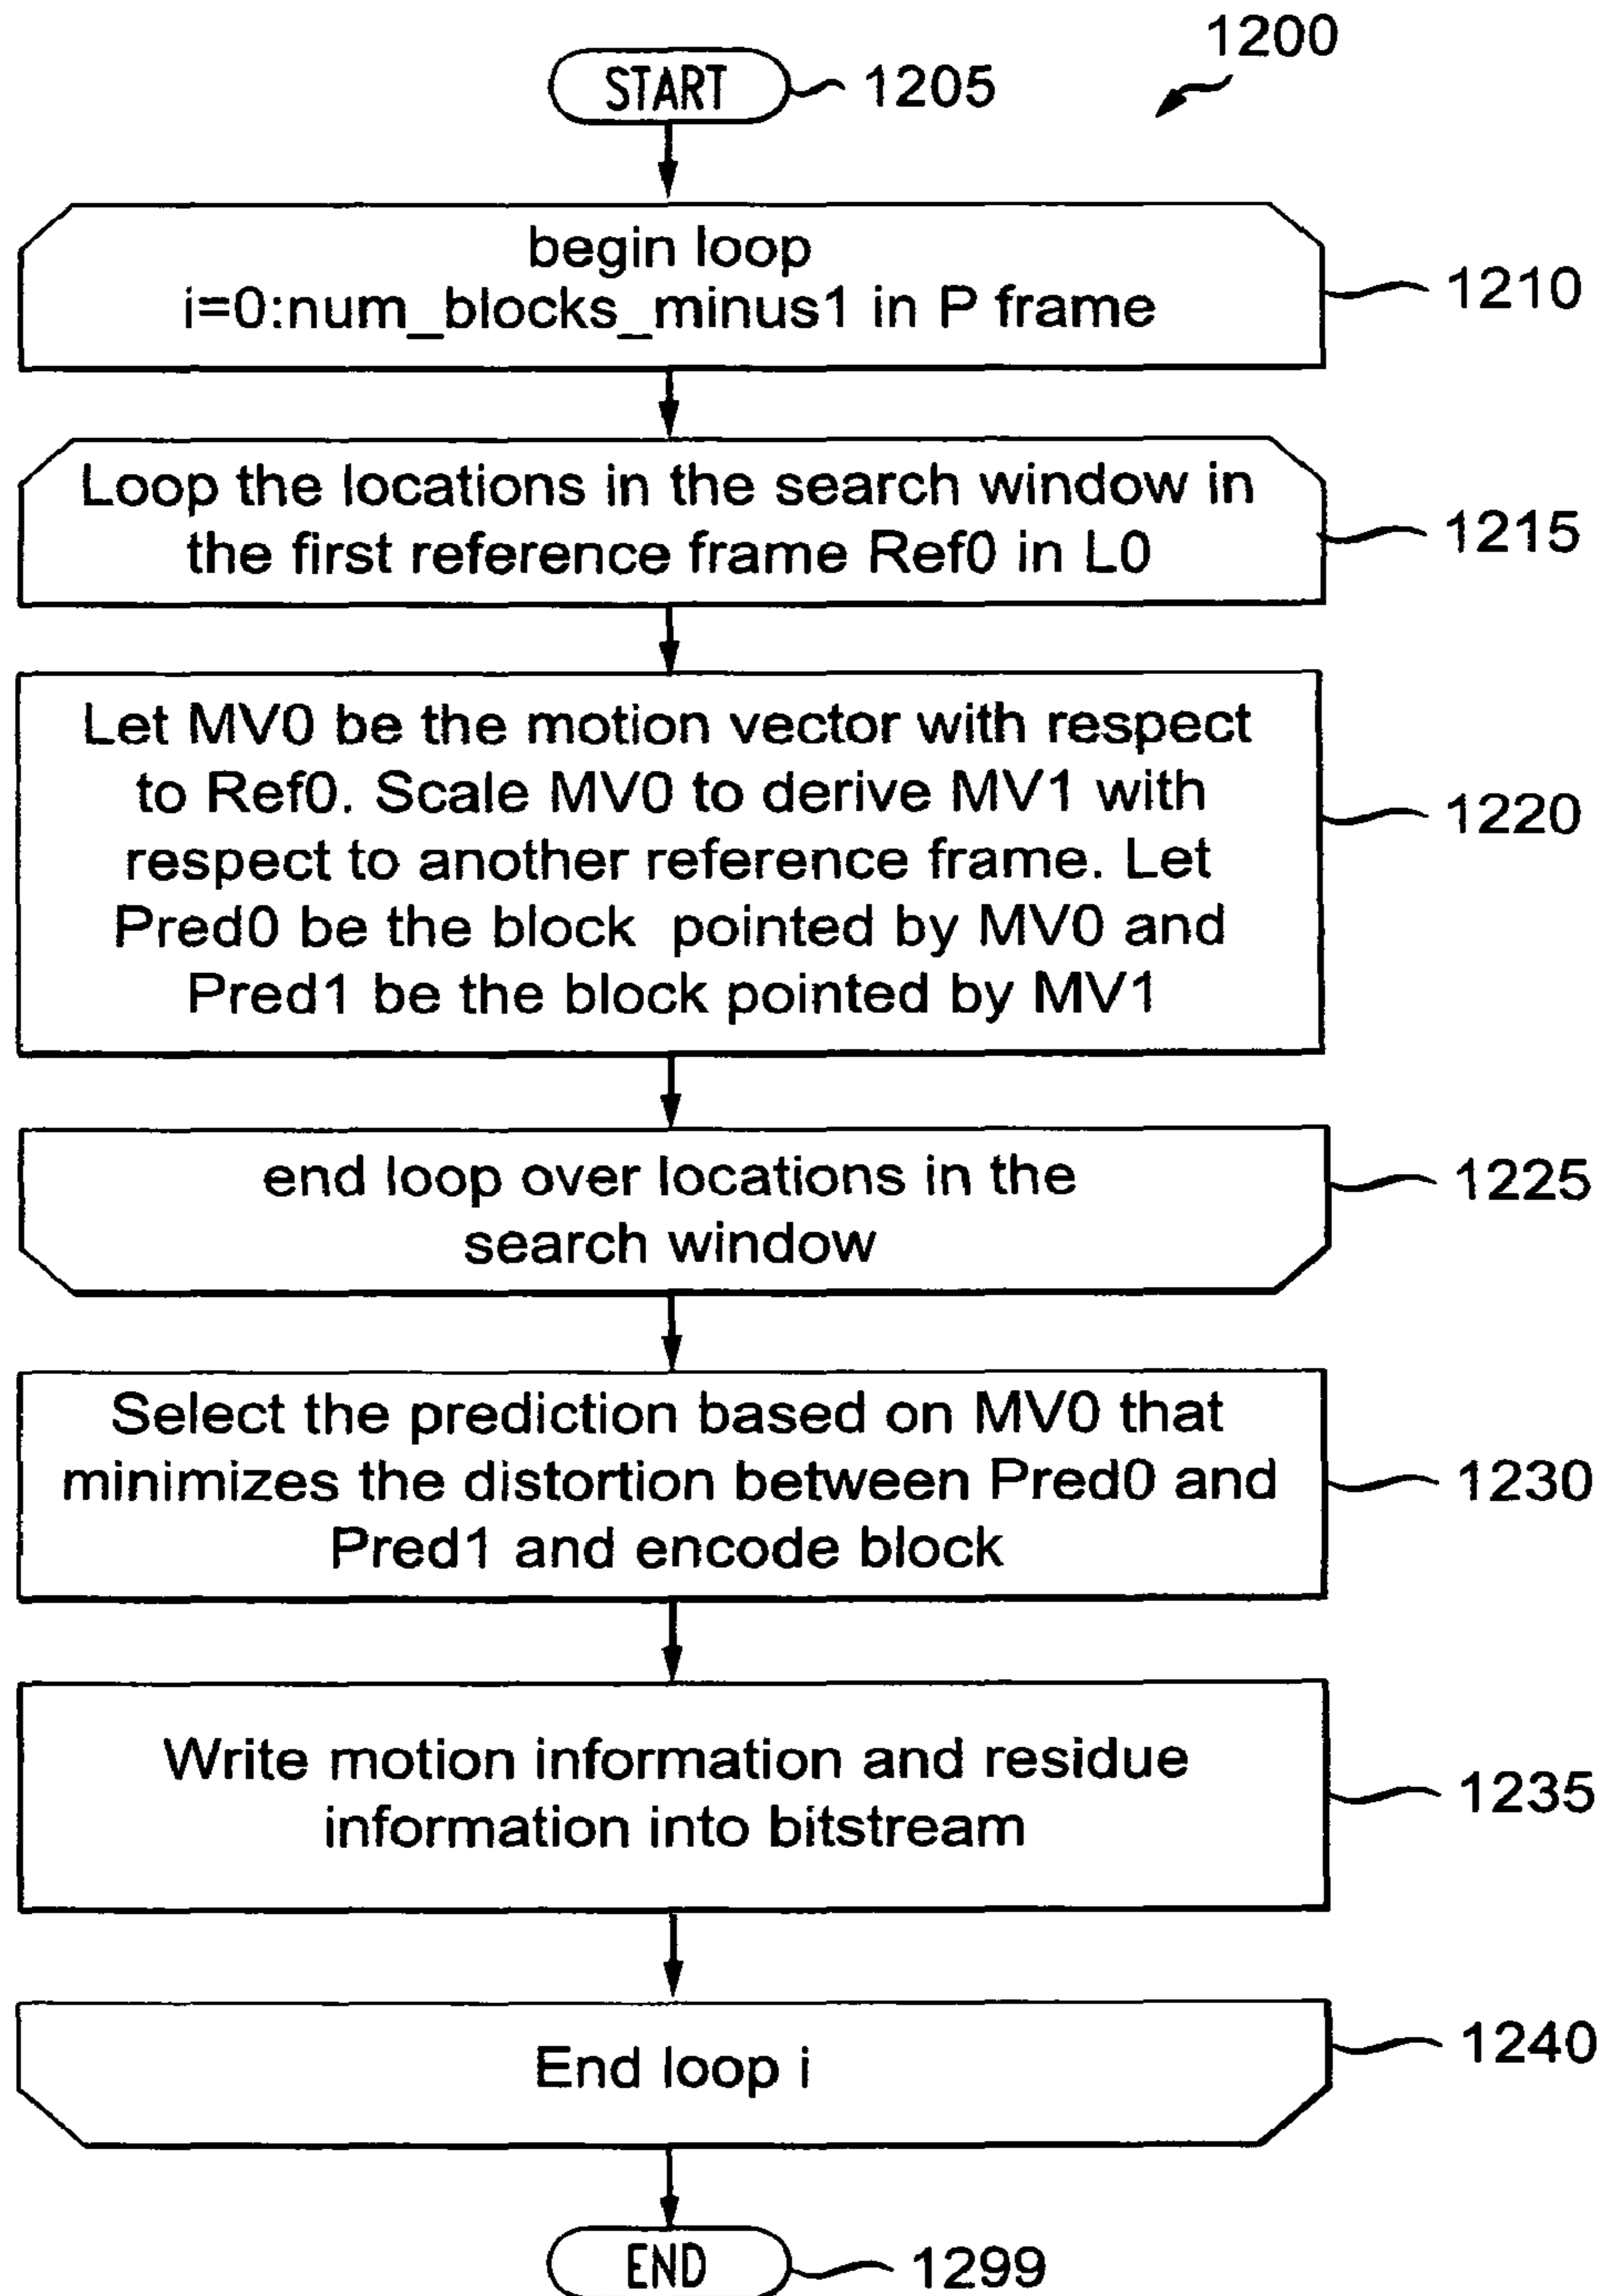 1200
START
1205
begin loop
i=0:num_blocks_minus1 in P frame
1210
Loop the locations in the search window in
the first reference frame Ref0 in L0
1215
Let MV0 be the motion vector with respect
to Ref0. Scale MV0 to derive MV1 with
respect to another reference frame. Let
Pred0 be the block pointed by MV0 and
Pred1 be the block pointed by MV1
1220
end loop over locations in the
search window
1225
Select the prediction based on MV0 that
minimizes the distortion between Pred0 and
Pred1 and encode block
1230
Write motion information and residue
information into bitstream
1235
End loop i
1240
END
1299